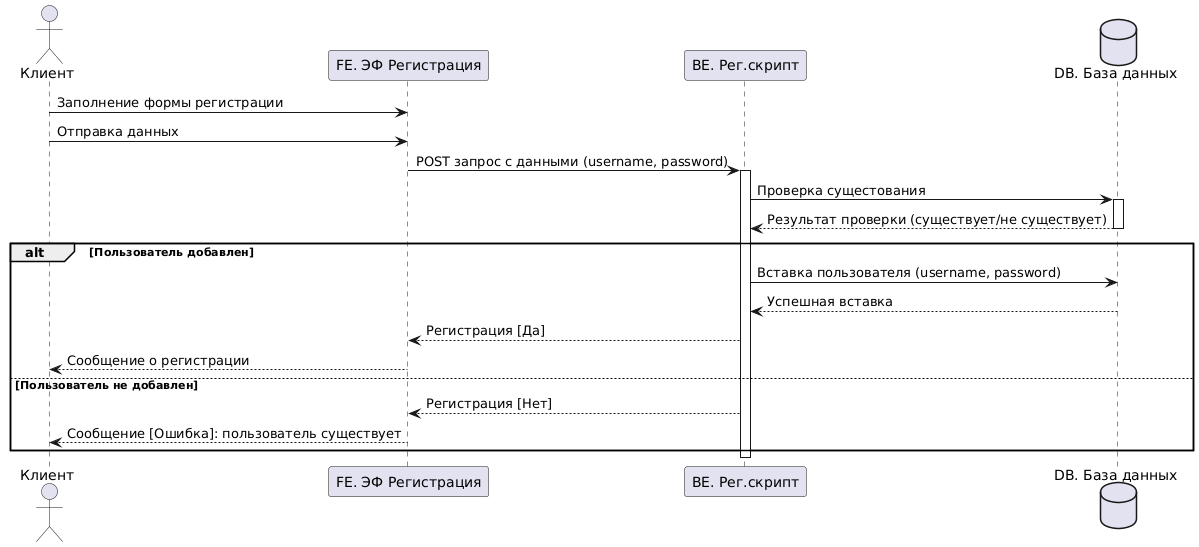 Клиент
FE. ЭФ Регистрация
BE. Рег.скрипт
DB. База данных
Заполнение формы регистрации
Отправка данных
POST запрос с данными (username, password)
Проверка сущестования
Результат проверки (существует/не существует)
alt [Пользователь добавлен]
Вставка пользователя (username, password)
Успешная вставка
Регистрация [Да]
Сообщение о регистрации
[Пользователь не добавлен]
Регистрация [Нет]
Сообщение [Ошибка]: пользователь существует
Клиент
FE. ЭФ Регистрация
BE. Рег.скрипт
DB. База данных